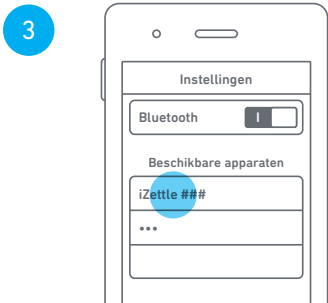 3
Instellingen
Bluetooth I
Beschikbare apparaten
iZettle ###
•••